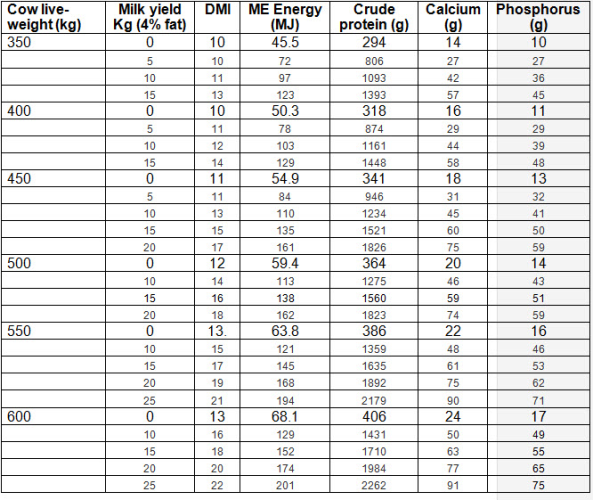 Cow live-weight (kg) Milk yield Kg (4% fat) DMI ME Energy (MJ) Crude protein (g) Calcium (g) Phosphorus (g)
350 0 10 45.5 294 14 10
5 10 72 806 27 27
10 11 97 1093 42 36
15 13 123 1393 57 45
400 0 10 50.3 318 16 11
5 11 78 874 29 29
10 12 103 1161 44 39
15 14 129 1448 58 48
450 0 11 54.9 341 18 13
5 11 84 946 31 32
10 13 110 1234 45 41
15 15 135 1521 60 50
20 17 161 1826 75 59
500 0 12 59.4 364 20 14
10 14 113 1275 46 43
15 16 138 1560 59 51
20 18 162 1823 74 59
550 0 13. 63.8 386 22 16
10 15 121 1359 48 46
15 17 145 1635 61 53
20 19 168 1892 75 62
25 21 194 2179 90 71
600 0 13 68.1 406 24 17
10 16 129 1431 50 49
15 18 152 1710 63 55
20 20 174 1984 77 65
25 22 201 2262 91 75